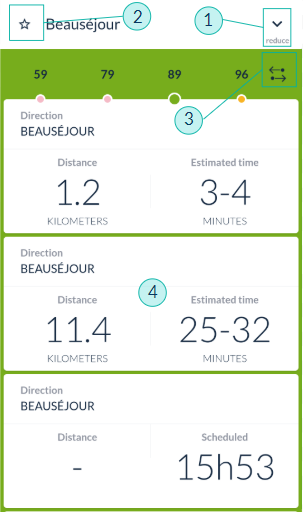 Beauséjour
2
1
reduce
59 79 89 96
3
Direction
BEAUSÉJOUR
Distance Estimated time
1.2 3-4
KILOMETERS MINUTES
Direction
BEAUSÉJOUR
4
Distance Estimated time
11.4 25-32
KILOMETERS MINUTES
Direction
BEAUSÉJOUR
Distance Scheduled
- 15h53